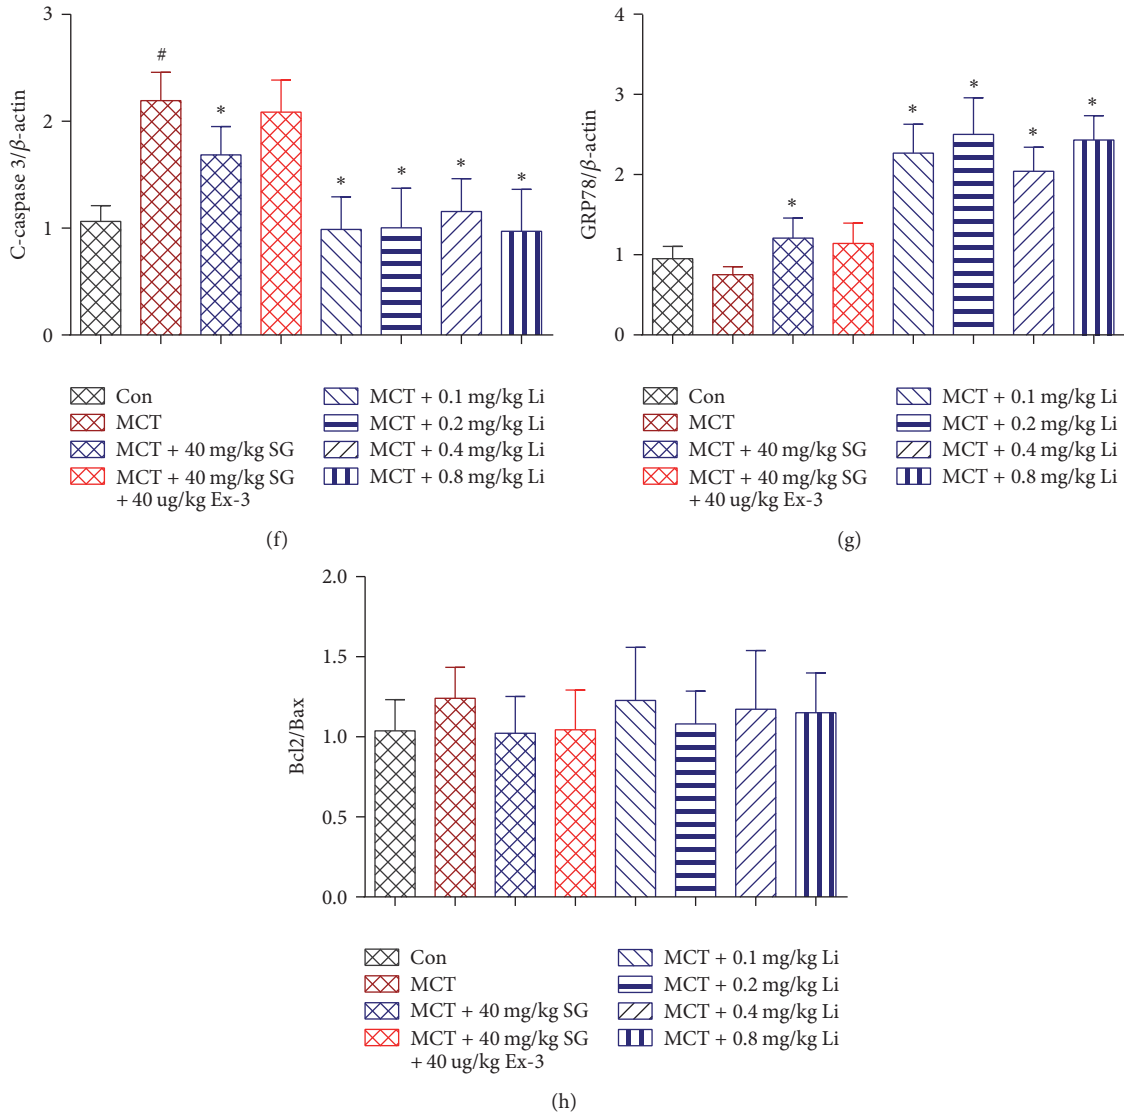 3
2
1
0
C-caspase 3/β-actin
#
*
*
*
*
*
Con
MCT
MCT + 40 mg/kg SG
MCT + 40 mg/kg SG
+ 40 ug/kg Ex-3
MCT + 0.1 mg/kg Li
MCT + 0.2 mg/kg Li
MCT + 0.4 mg/kg Li
MCT + 0.8 mg/kg Li
(f)
4
3
2
1
0
GRP78/β-actin
*
*
*
*
*
Con
MCT
MCT + 40 mg/kg SG
MCT + 40 mg/kg SG
+ 40 ug/kg Ex-3
MCT + 0.1 mg/kg Li
MCT + 0.2 mg/kg Li
MCT + 0.4 mg/kg Li
MCT + 0.8 mg/kg Li
(g)
2.0
1.5
1.0
0.5
0.0
Bcl2/Bax
Con
MCT
MCT + 40 mg/kg SG
MCT + 40 mg/kg SG
+ 40 ug/kg Ex-3
MCT + 0.1 mg/kg Li
MCT + 0.2 mg/kg Li
MCT + 0.4 mg/kg Li
MCT + 0.8 mg/kg Li
(h)